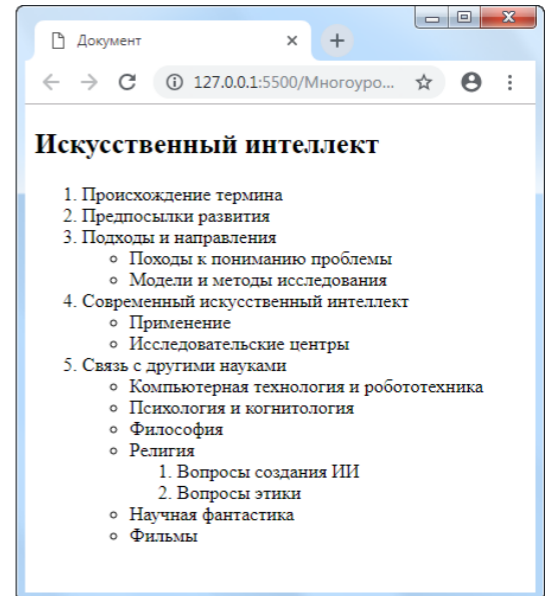 Документ
127.0.0.1:5500/Многоуро...
Искусственный интеллект
1. Происхождение термина
2. Предпосылки развития
3. Подходы и направления
Походы к пониманию проблемы
Модели и методы исследования
4. Современный искусственный интеллект
Применение
Исследовательские центры
5. Связь с другими науками
Компьютерная технология и робототехника
Психология и когнитология
Философия
Религия
1. Вопросы создания ИИ
2. Вопросы этики
Научная фантастика
Фильмы